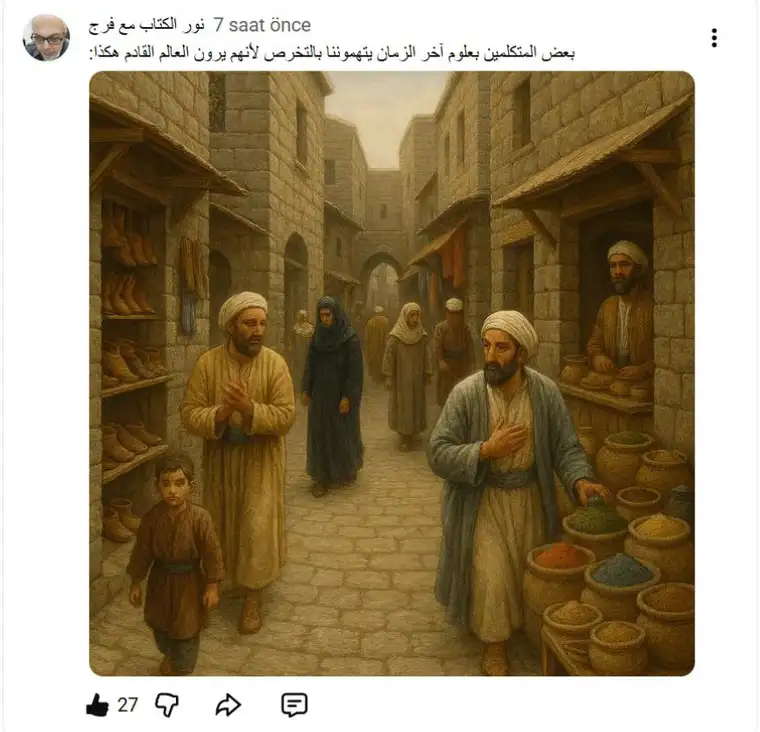 نور الكتاب مع فرج 7 saat önce
بعض المتكلمين بعلوم آخر الزمان يتهموننا بالتخرص لأنهم يرون العالم القادم هكذا:
27